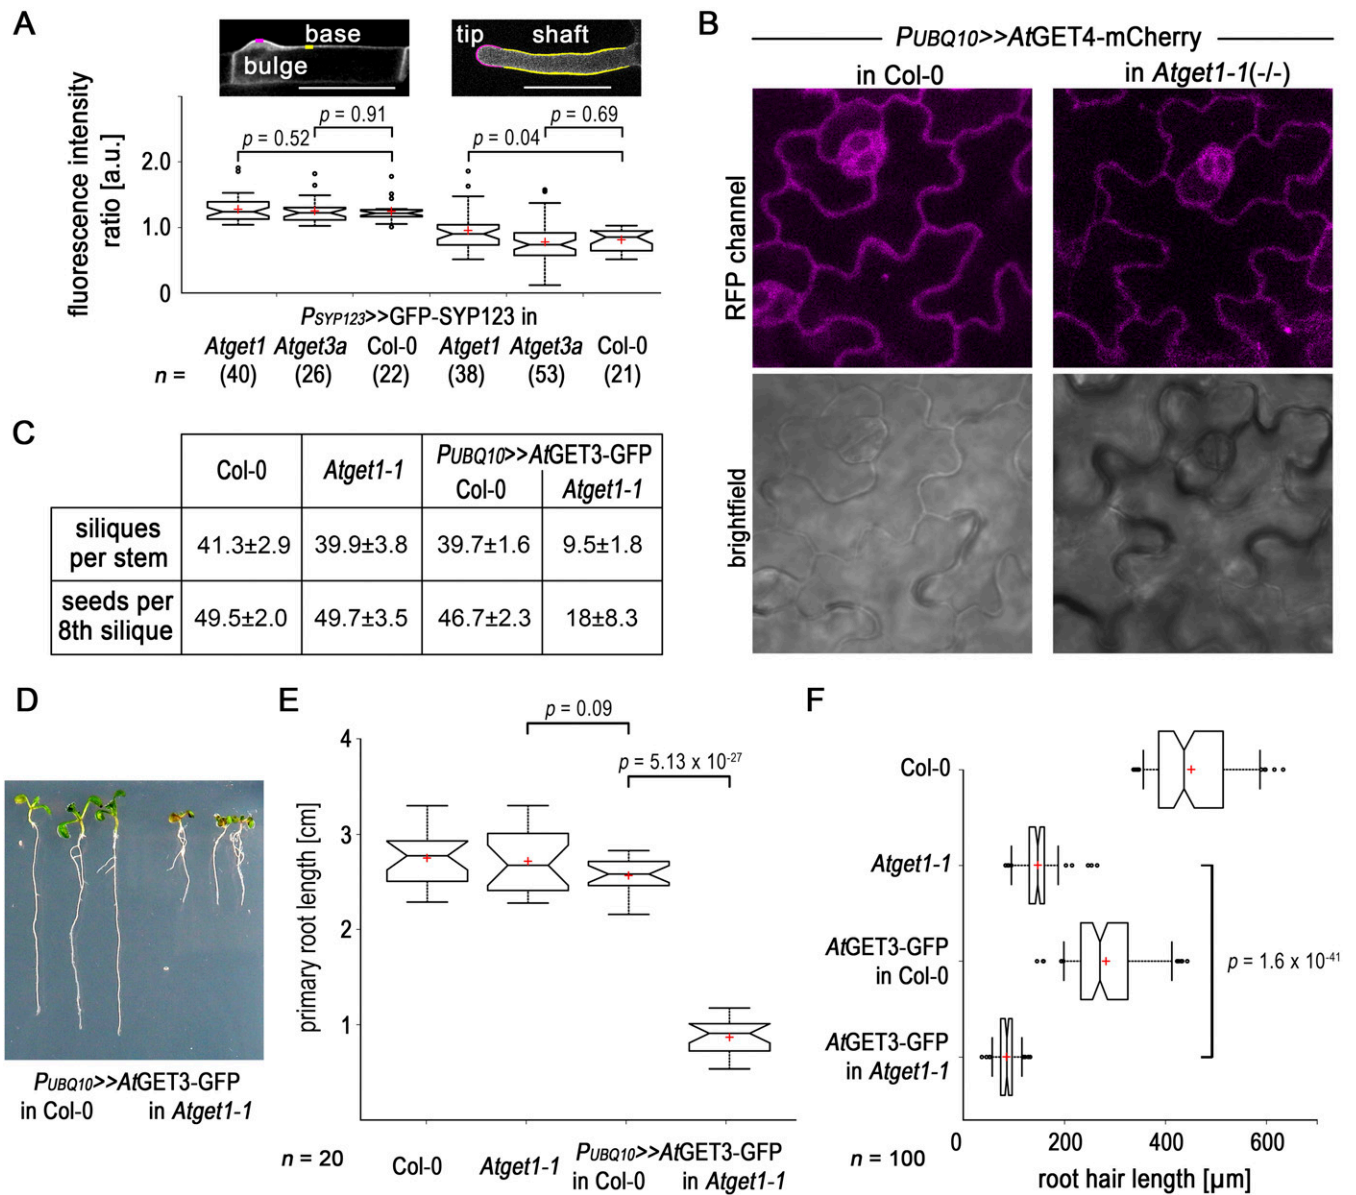 A
base
bulge
tip
shaft
fluorescence intensity
ratio [a.u.]
p = 0.91
p = 0.52
p = 0.69
p = 0.04
2.0
1.0
0
PSYP123>>GFP-SYP123 in
Atget1 Atget3a Col-0 Atget1 Atget3a Col-0
n = (40) (26) (22) (38) (53) (21)
B
PUBQ10>>AtGET4-mCherry
in Col-0 in Atget1-1(-/-)
RFP channel
brightfield
C
Col-0 Atget1-1 PUBQ10>>AtGET3-GFP
Col-0 Atget1-1
siliques
per stem
41.3±2.9 39.9±3.8 39.7±1.6 9.5±1.8
seeds per
8th silique
49.5±2.0 49.7±3.5 46.7±2.3 18±8.3
D
PUBQ10>>AtGET3-GFP
in Col-0 in Atget1-1
E
p = 0.09
p = 5.13 x 10-27
primary root length [cm]
4
3
2
1
n = 20
Col-0 Atget1-1 PUBQ10>>AtGET3-GFP
in Col-0 in Atget1-1
F
Col-0
Atget1-1
AtGET3-GFP
in Col-0
AtGET3-GFP
in Atget1-1
p = 1.6 x 10-41
0 200 400 600
n = 100
root hair length [µm]